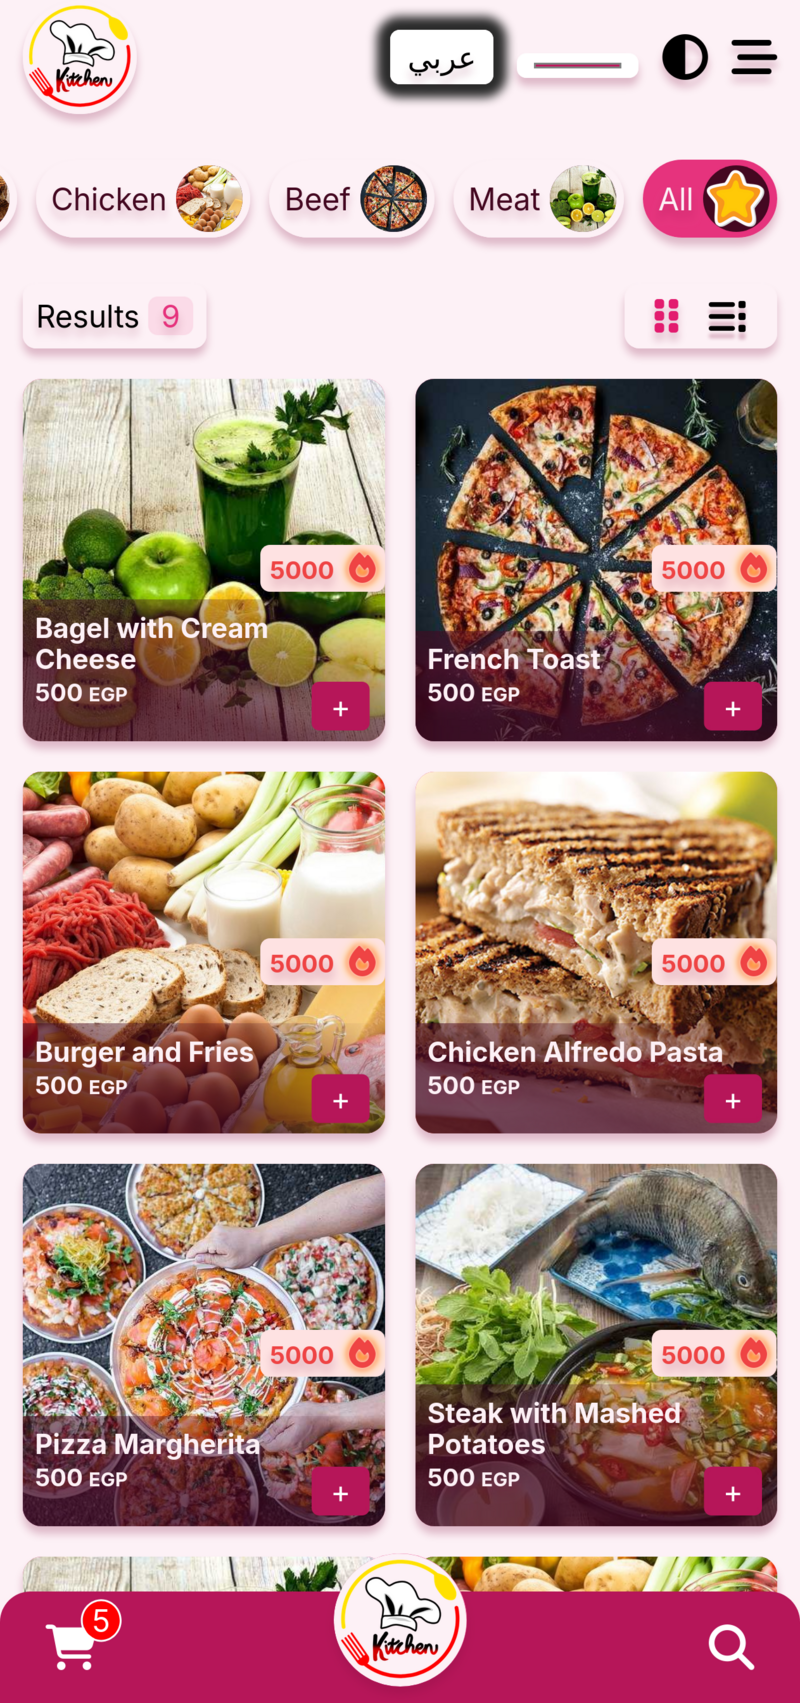 Kitchen
عربي
Chicken
Beef
Meat
All
Results 9
5000
Bagel with Cream
Cheese
500 EGP
+
5000
French Toast
500 EGP
+
5000
Burger and Fries
500 EGP
+
5000
Chicken Alfredo Pasta
500 EGP
+
5000
Pizza Margherita
500 EGP
+
5000
Steak with Mashed
Potatoes
500 EGP
+
5
Kitchen